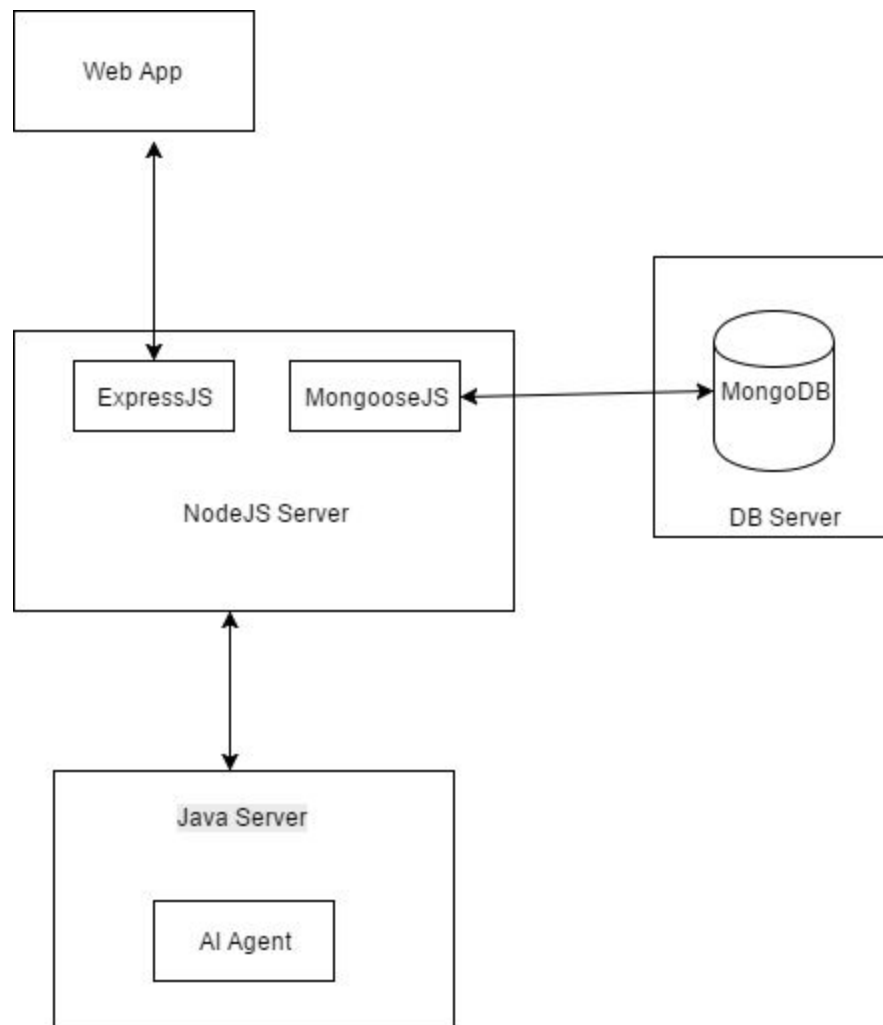 Web App
ExpressJS
MongooseJS
MongoDB
NodeJS Server
DB Server
Java Server
AI Agent